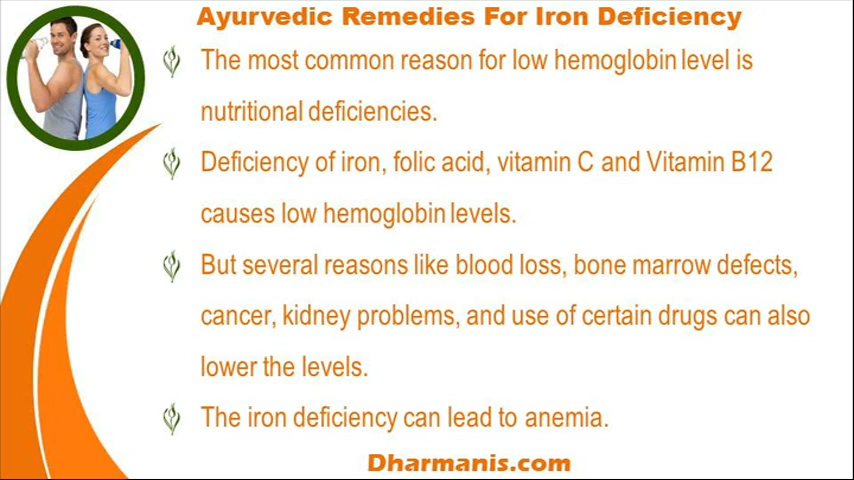 Ayurvedic Remedies For Iron Deficiency
The most common reason for low hemoglobin level is
nutritional deficiencies.
Deficiency of iron, folic acid, vitamin C and Vitamin B12
causes low hemoglobin levels.
But several reasons like blood loss, bone marrow defects,
cancer, kidney problems, and use of certain drugs can also
lower the levels.
The iron deficiency can lead to anemia.
Dharmanis.com